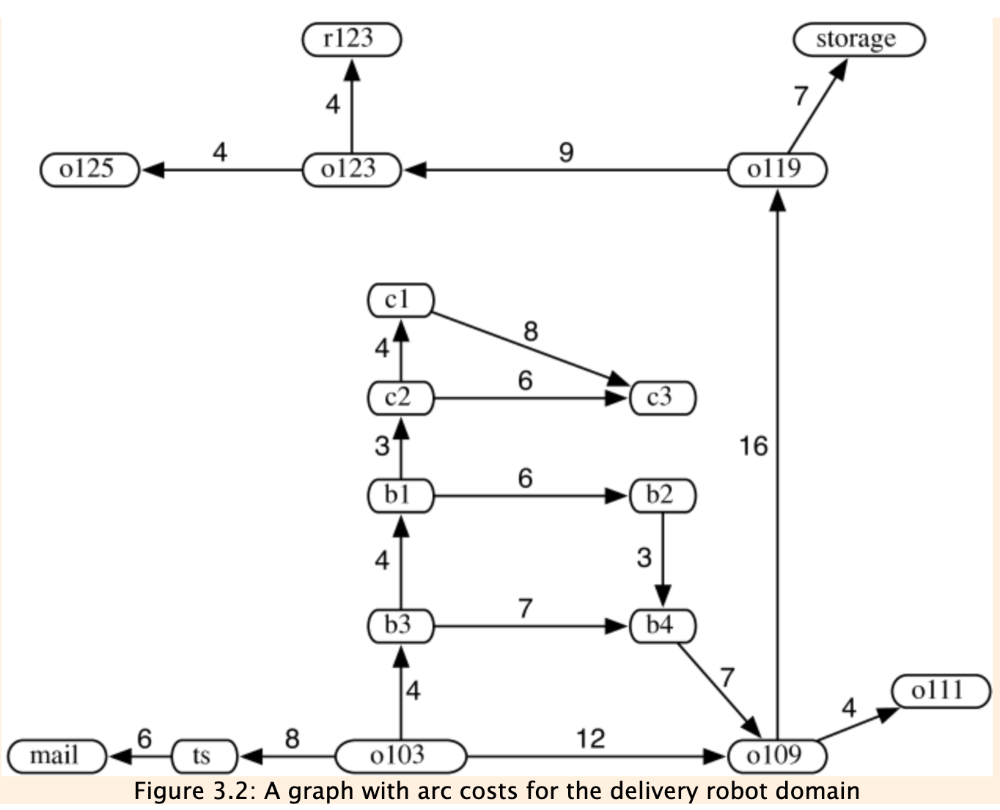 r123
storage
4
7
o125
4
o123
9
o119
c1
8
4
c2
6
c3
3
16
b1
6
b2
4
3
b3
7
b4
4
7
o111
4
mail
6
ts
8
o103
12
o109
Figure 3.2: A graph with arc costs for the delivery robot domain